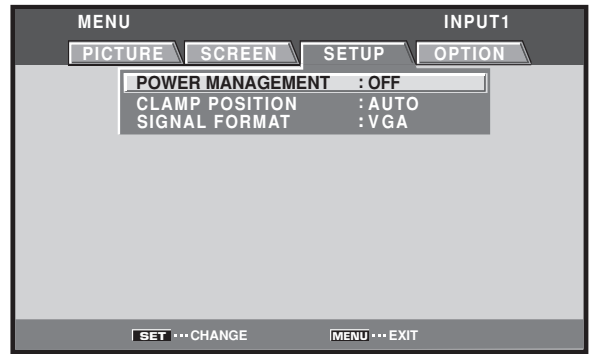 MENU INPUT1
PICTURE SCREEN SETUP OPTION
POWER MANAGEMENT : OFF
CLAMP POSITION : AUTO
SIGNAL FORMAT : VGA
SET ··· CHANGE MENU ··· EXIT